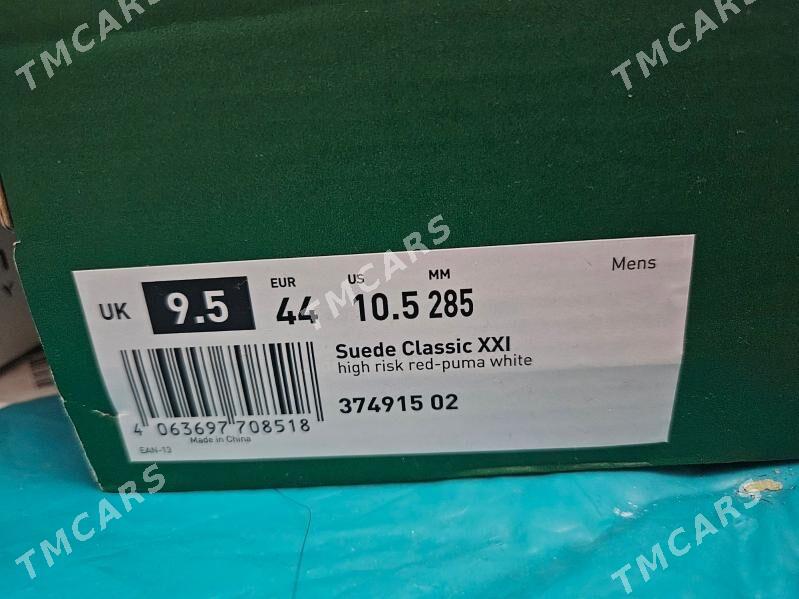 TMCARS
TMCARS
Mens
UK 9.5
EUR 44
US 10.5
MM 285
TMCARS
Suede Classic XXI
high risk red-puma white
374915 02
4 063697 708518
Made in China
EAN-13
TMCARS
TMCARS